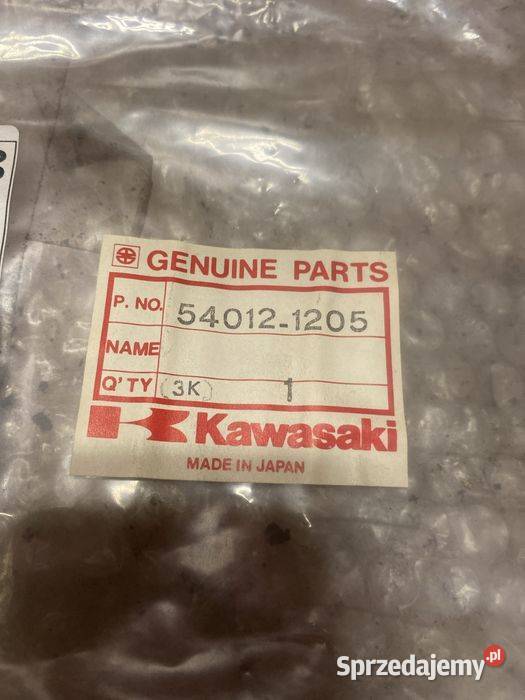 GENUINE PARTS
P. NO. 54012-1205
NAME
Q'TY (3K) 1
Kawasaki
MADE IN JAPAN
Sprzedajemy.pl